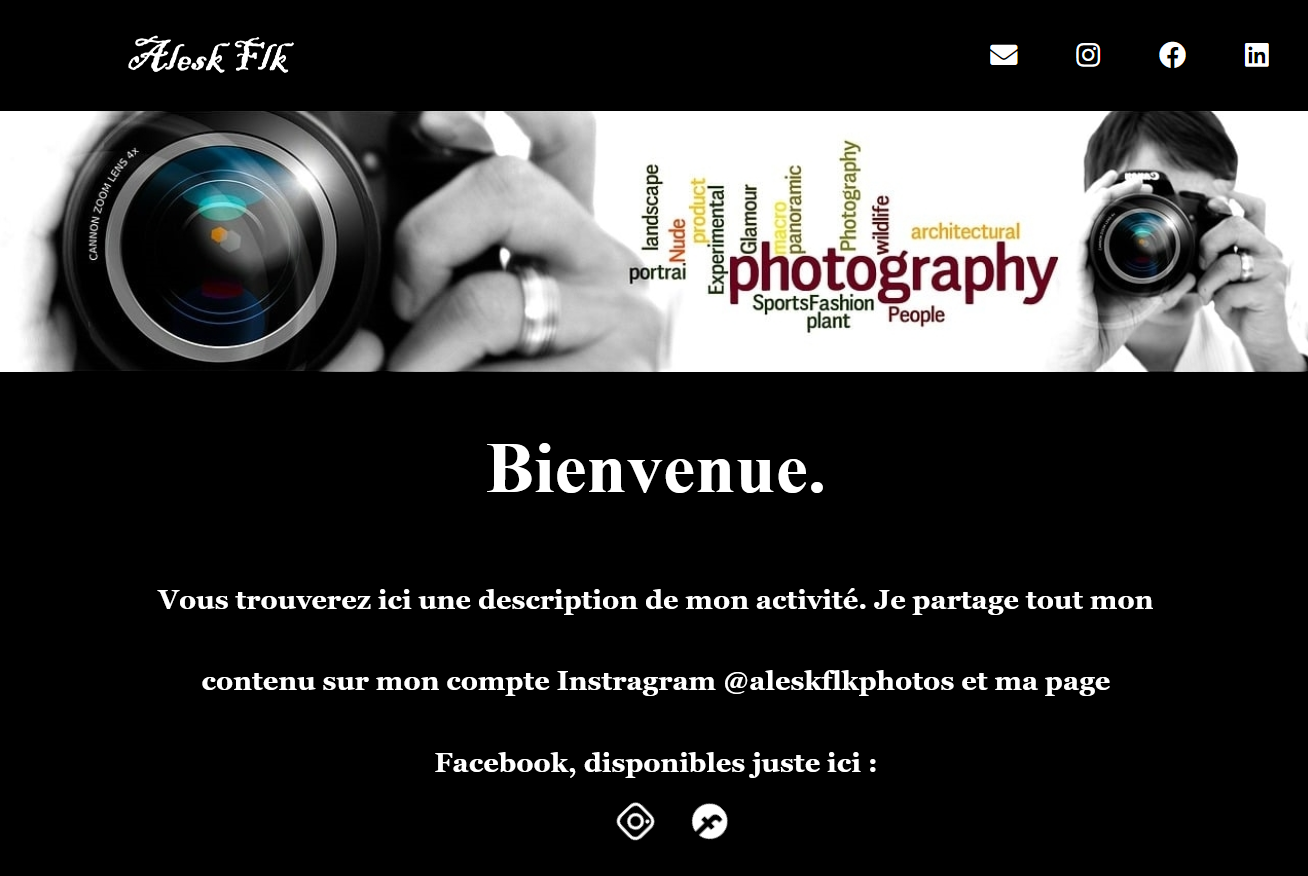 Alesk Flk
CANNON ZOOM LENS 4x
landscape
Nude
product
Experimental
Glamour
macro
panoramic
Photography
wildlife
architectural
portrai
photography
SportsFashion
People
plant
Canon
Bienvenue.
Vous trouverez ici une description de mon activité. Je partage tout mon
contenu sur mon compte Instragram @aleskflkphotos et ma page
Facebook, disponibles juste ici :